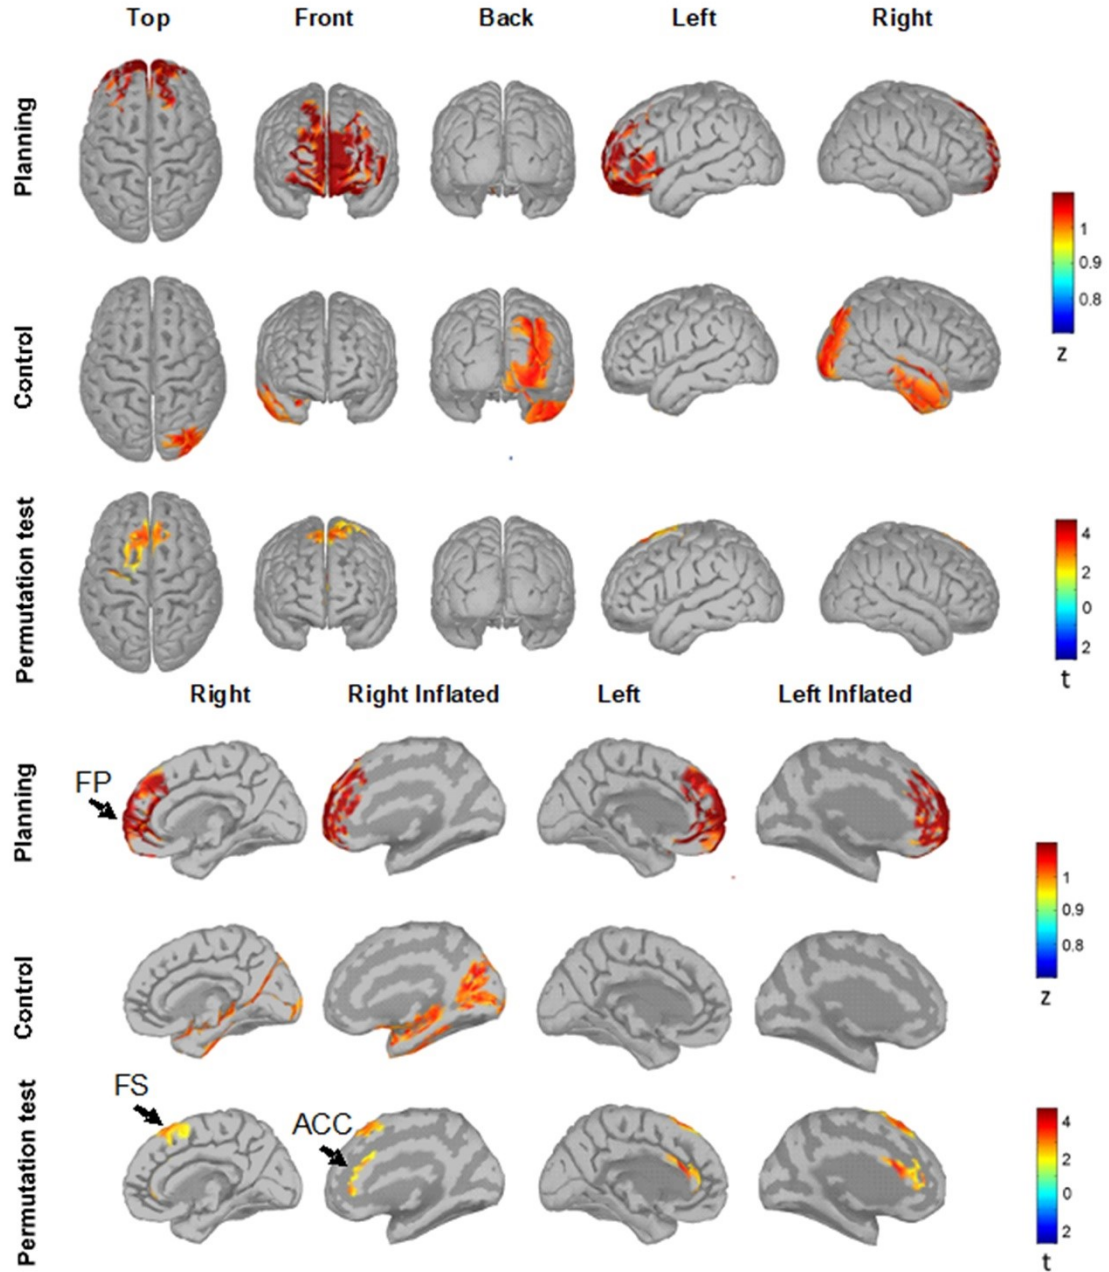 Top Front Back Left Right
Planning
1
0.9
0.8
z
Control
Permutation test
4
2
0
2
t
Right Right Inflated Left Left Inflated
FP
Planning
1
0.9
0.8
z
Control
FS
ACC
Permutation test
4
2
0
2
t